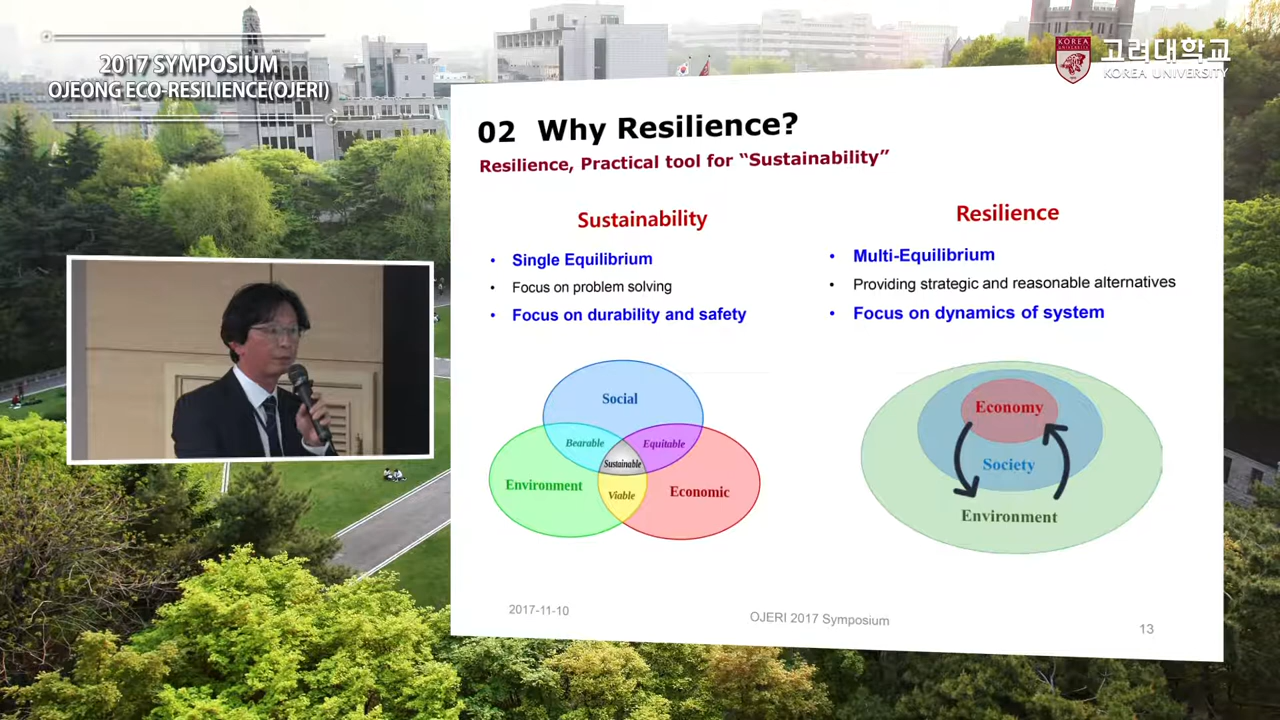 2017 SYMPOSIUM
OJEONG ECO-RESILIENCE(OJERI)
KOREA
UNIVERSITY
고려대학교
KOREA UNIVERSITY
02 Why Resilience?
Resilience, Practical tool for “Sustainability”
Sustainability
• Single Equilibrium
• Focus on problem solving
• Focus on durability and safety
Social
Bearable
Equitable
Sustainable
Environment
Viable
Economic
Resilience
• Multi-Equilibrium
• Providing strategic and reasonable alternatives
• Focus on dynamics of system
Economy
Society
Environment
2017-11-10
OJERI 2017 Symposium
13